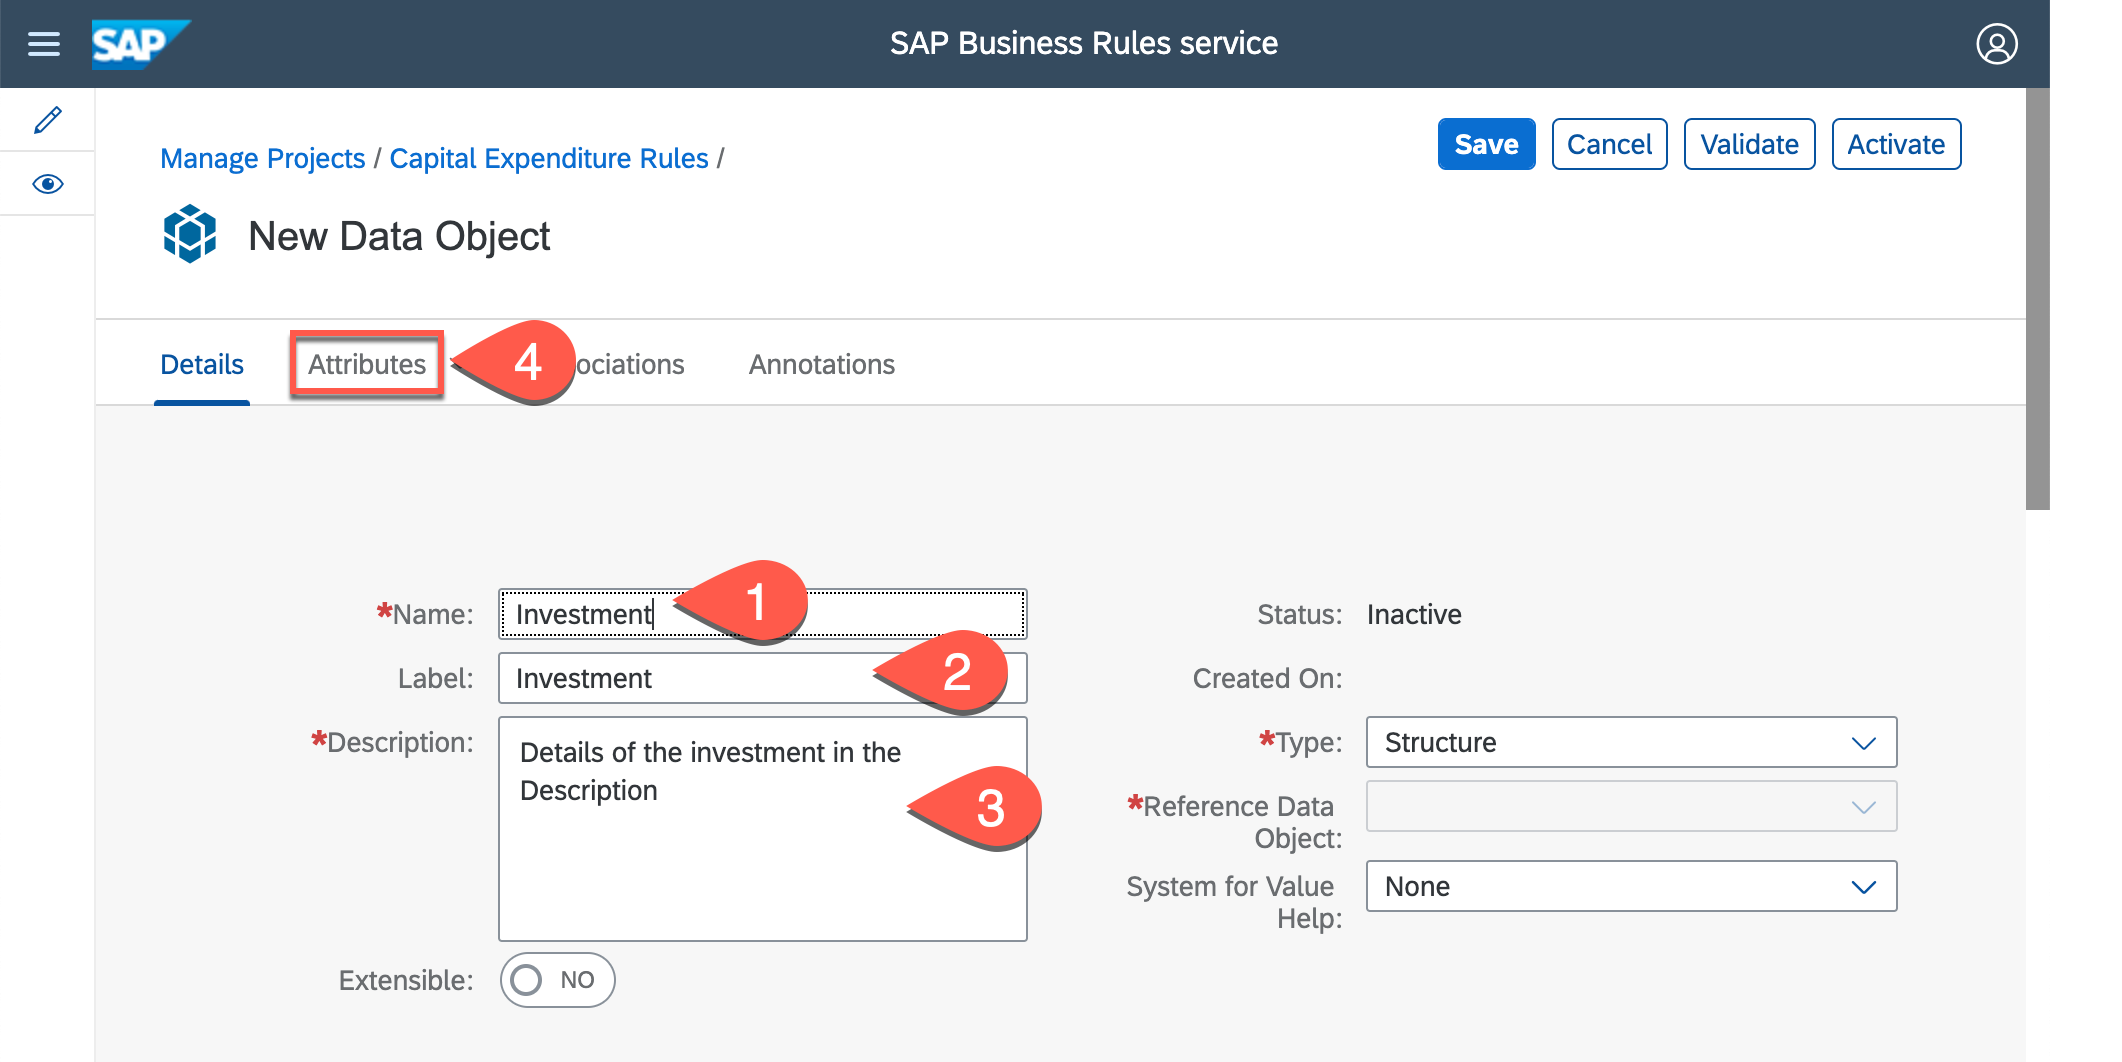 SAP
SAP Business Rules service
Manage Projects / Capital Expenditure Rules /
Save Cancel Validate Activate
New Data Object
Details Attributes 4 ociations Annotations
*Name: Investment 1
Label: Investment 2
*Description: Details of the investment in the
Description
3
Extensible: NO
Status: Inactive
Created On:
*Type: Structure
*Reference Data
Object:
System for Value
Help:
None